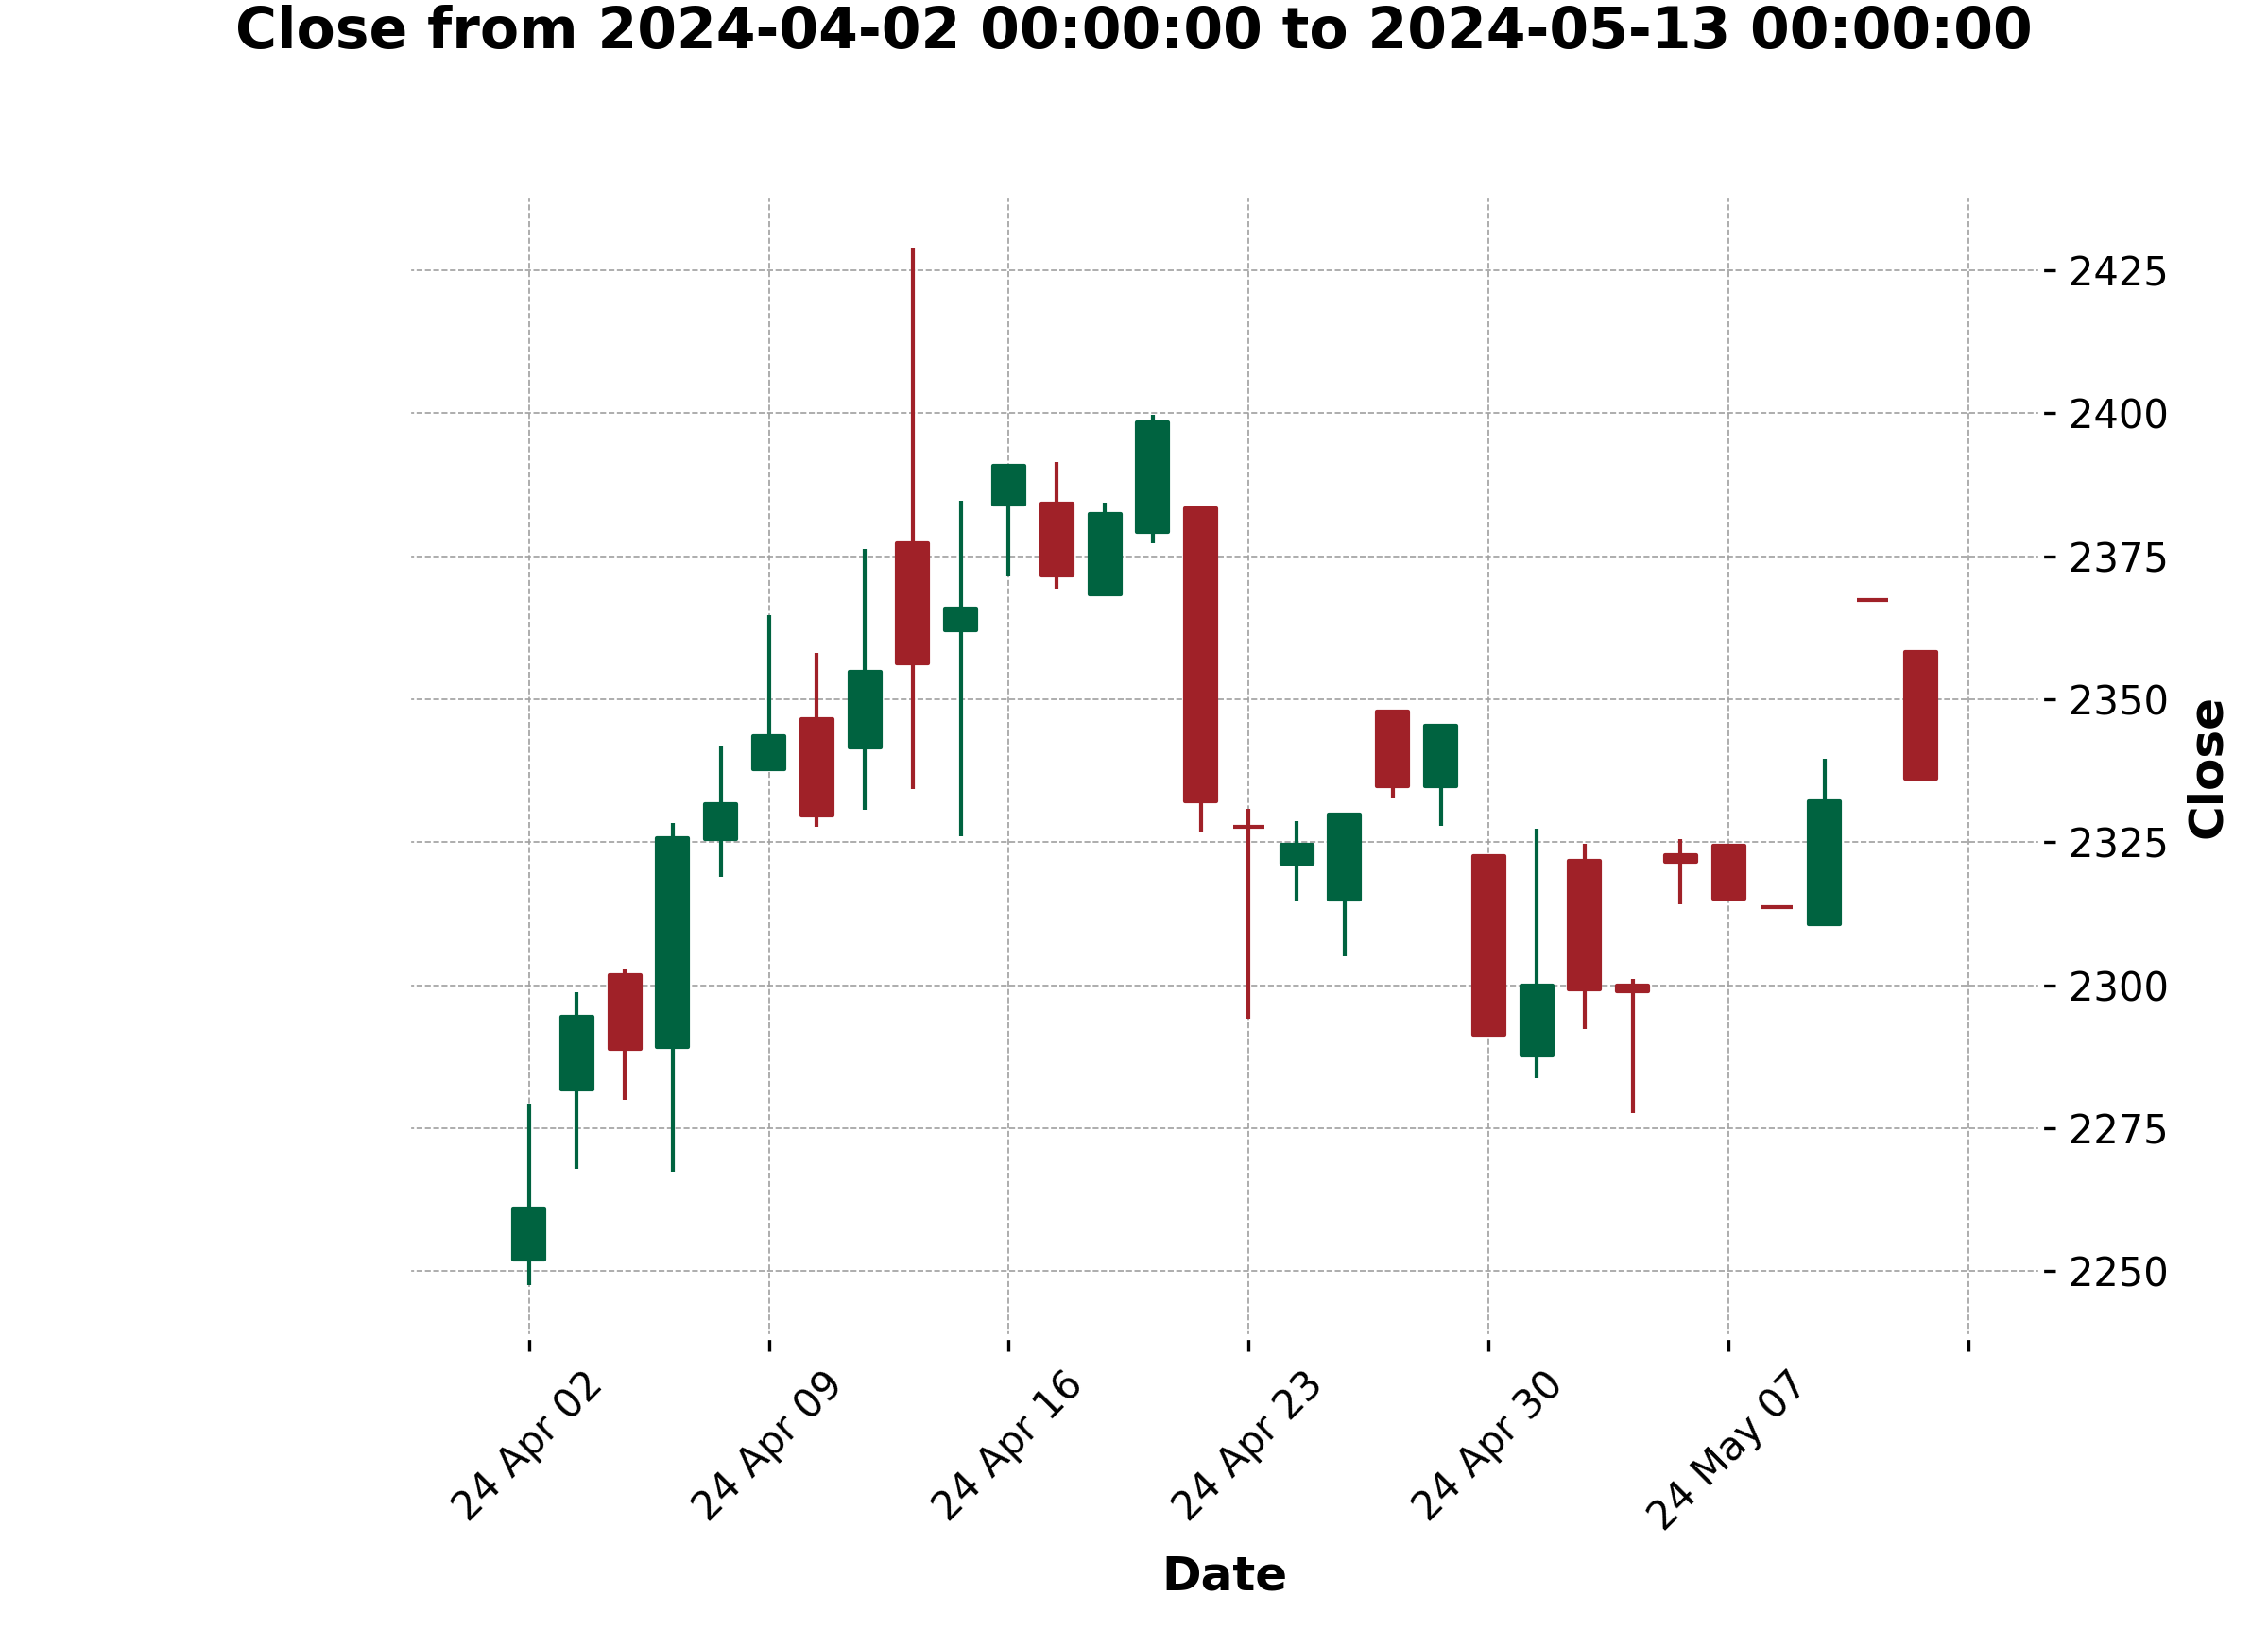 Close from 2024-04-02 00:00:00 to 2024-05-13 00:00:00
2425
2400
2375
2350
2325
2300
2275
2250
Close
24 Apr 02
24 Apr 09
24 Apr 16
24 Apr 23
24 Apr 30
24 May 07
Date